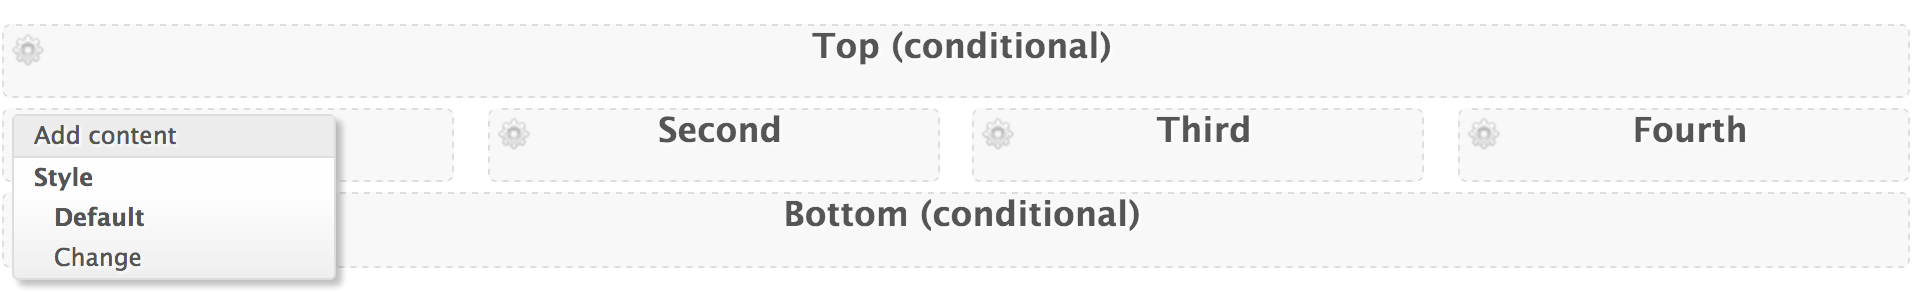 Top (conditional)
Add content
Style
Default
Change
Second
Third
Fourth
Bottom (conditional)